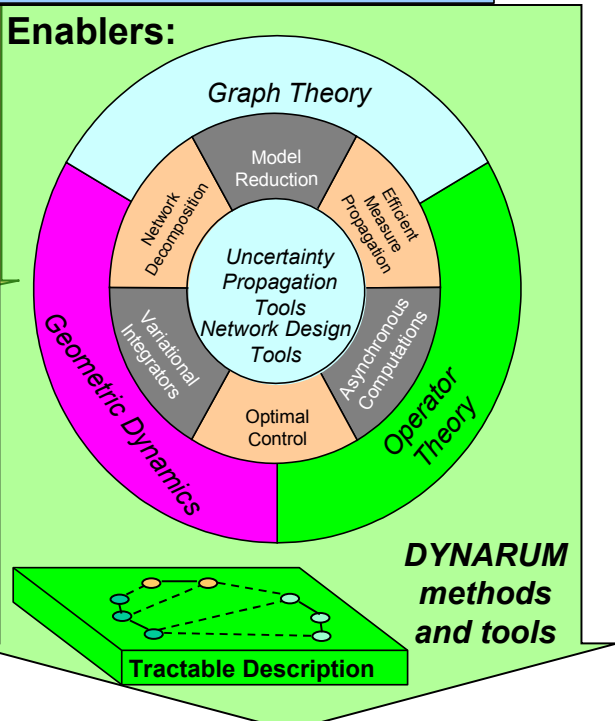 Enablers:
Graph Theory
Model
Reduction
Network
Decomposition
Efficient
Measure
Propagation
Uncertainty
Propagation
Tools
Network Design
Tools
Variational
Integrators
Asynchronous
Computations
Optimal
Control
Geometric Dynamics
Operator
Theory
DYNARUM
methods
and tools
Tractable Description